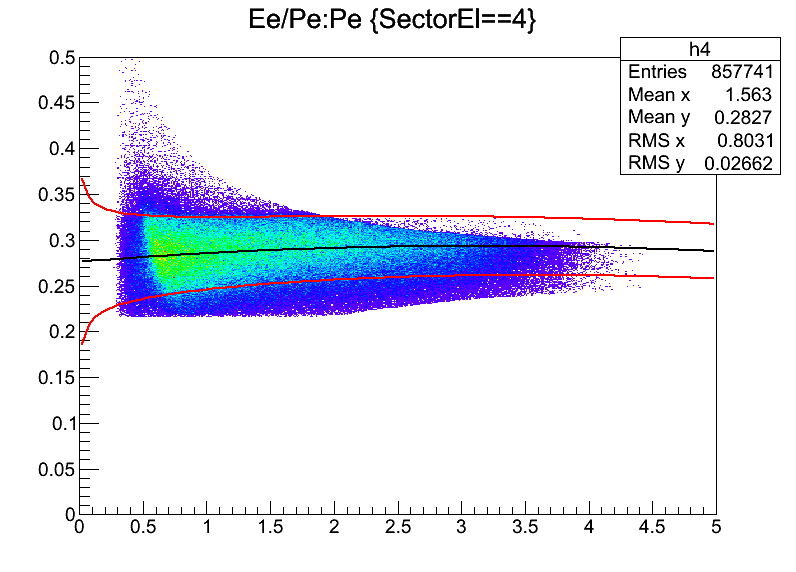 Ee/Pe:Pe {SectorEl==4}
h4
Entries 857741
Mean x 1.563
Mean y 0.2827
RMS x 0.8031
RMS y 0.02662
0.5
0.45
0.4
0.35
0.3
0.25
0.2
0.15
0.1
0.05
0
0 0.5 1 1.5 2 2.5 3 3.5 4 4.5 5